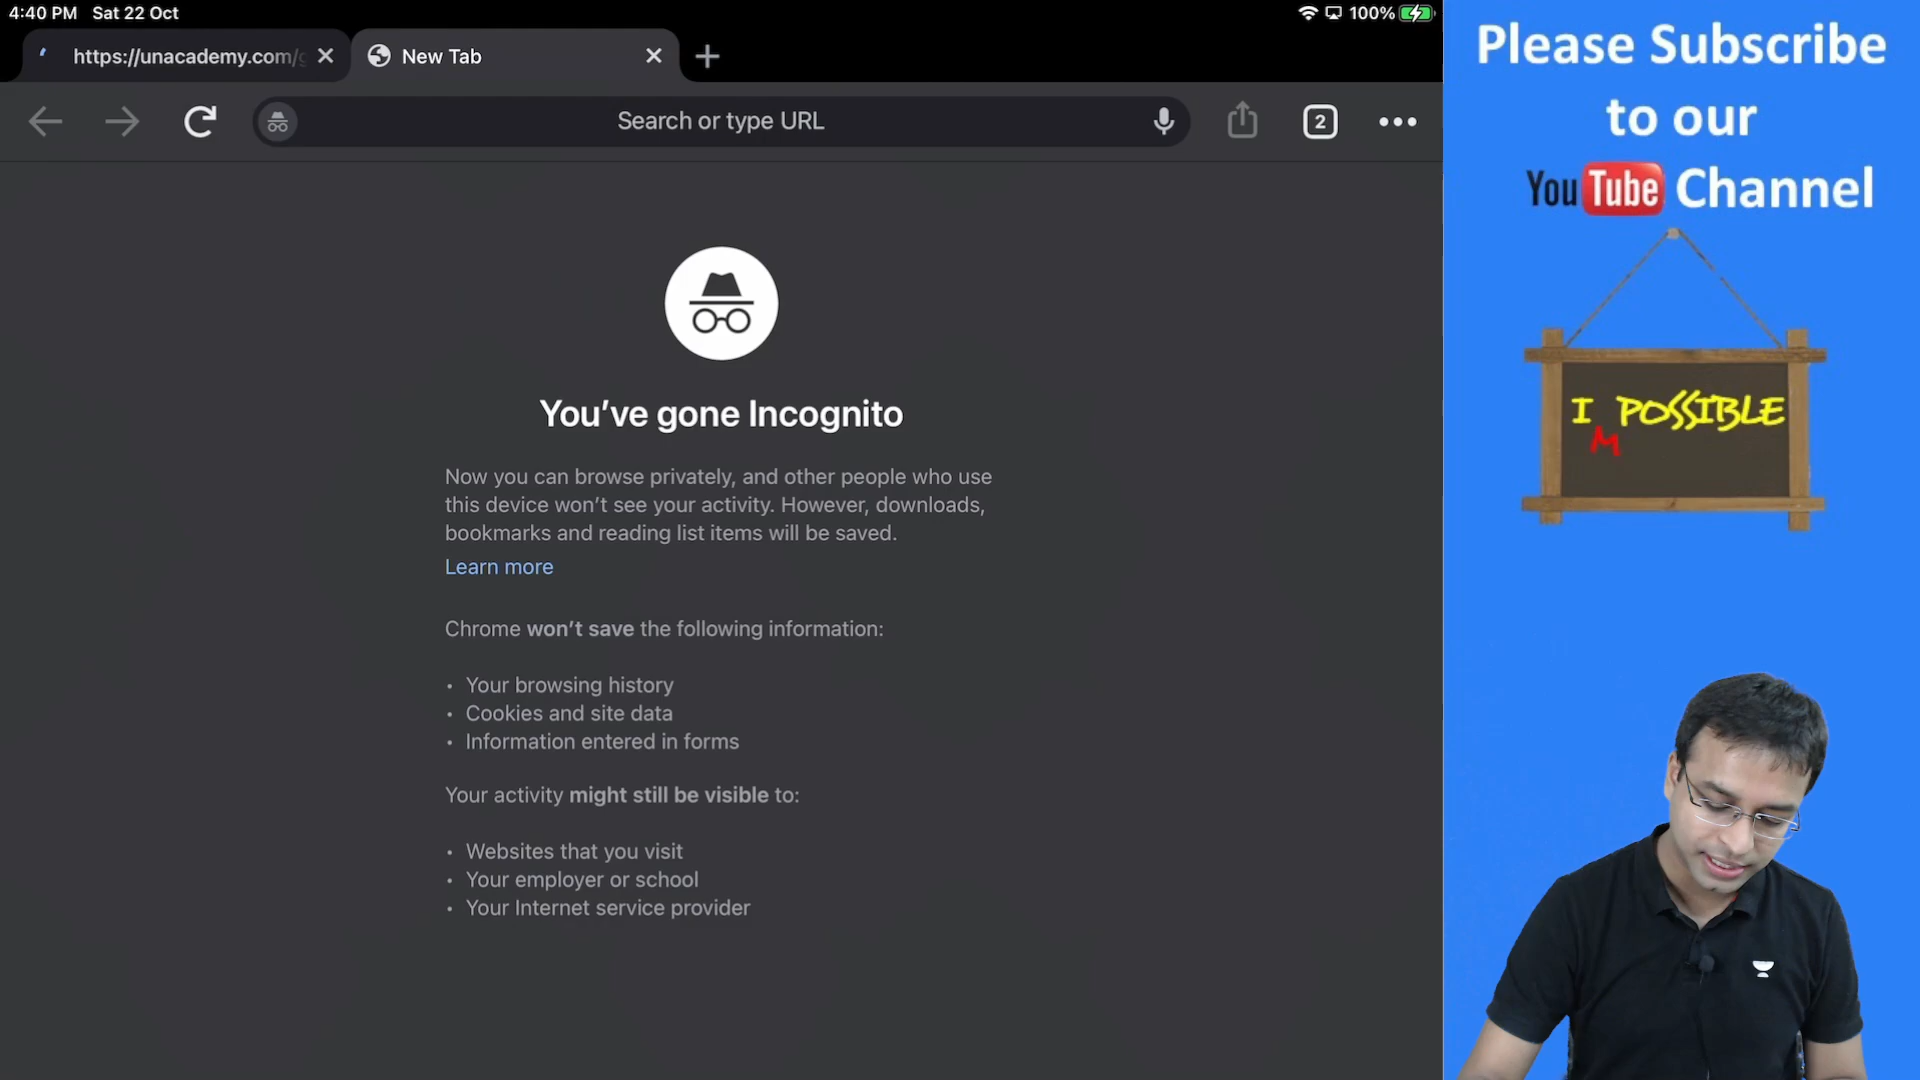 4:40 PM Sat 22 Oct
100%
https://unacademy.com/g
New Tab
Search or type URL
2
You've gone Incognito
Now you can browse privately, and other people who use
this device won't see your activity. However, downloads,
bookmarks and reading list items will be saved.
Learn more
Chrome won't save the following information:
• Your browsing history
• Cookies and site data
• Information entered in forms
Your activity might still be visible to:
• Websites that you visit
• Your employer or school
• Your Internet service provider
Please Subscribe
to our
YouTube Channel
I POSSIBLE
M